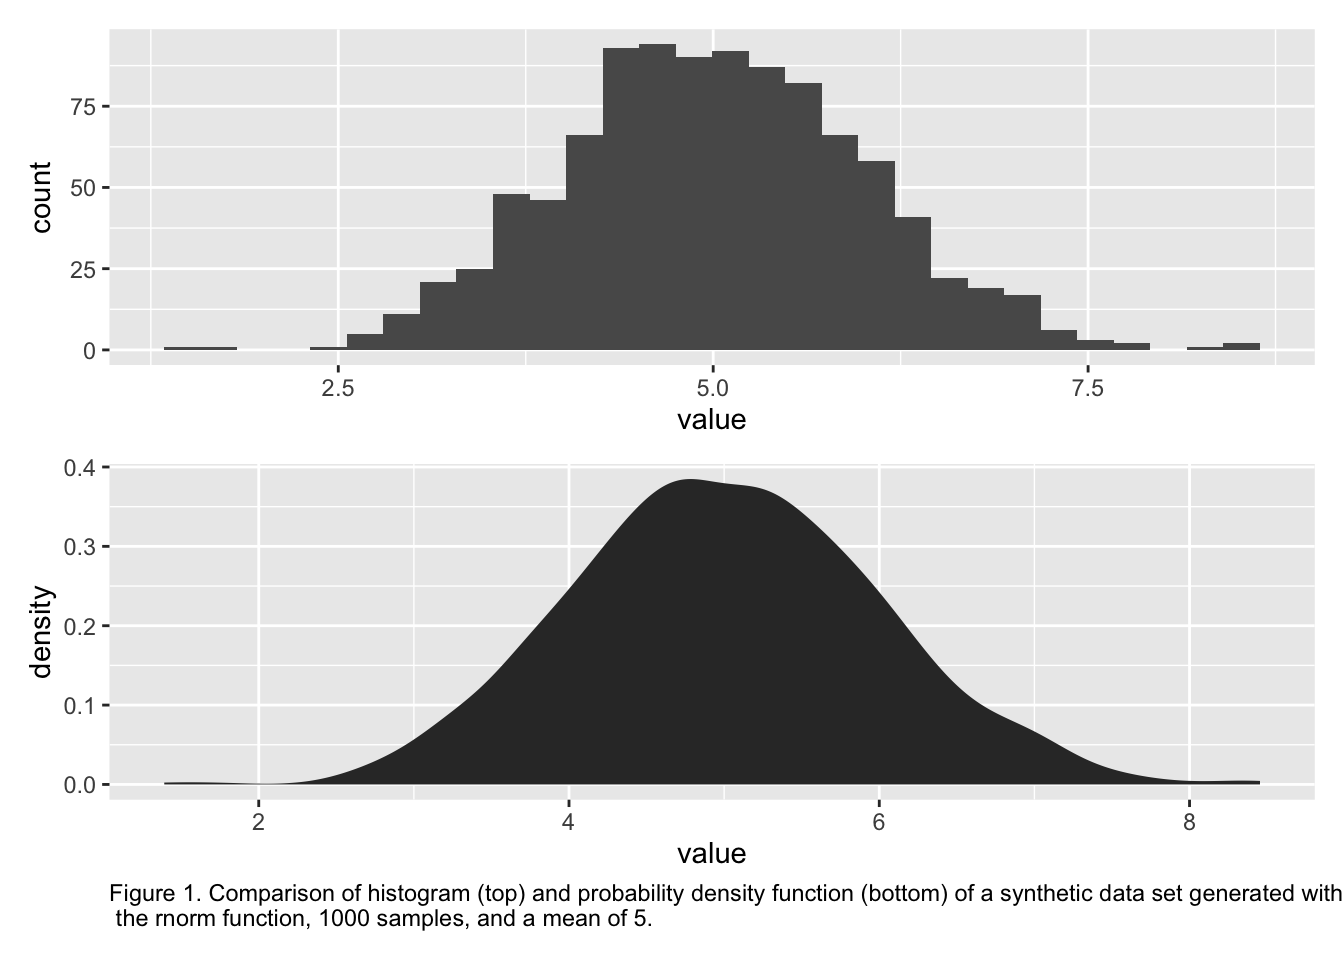 75
50
25
0
count
2.5 5.0 7.5
value
0.4
0.3
0.2
0.1
0.0
density
2 4 6 8
value
Figure 1. Comparison of histogram (top) and probability density function (bottom) of a synthetic data set generated with
the rnorm function, 1000 samples, and a mean of 5.